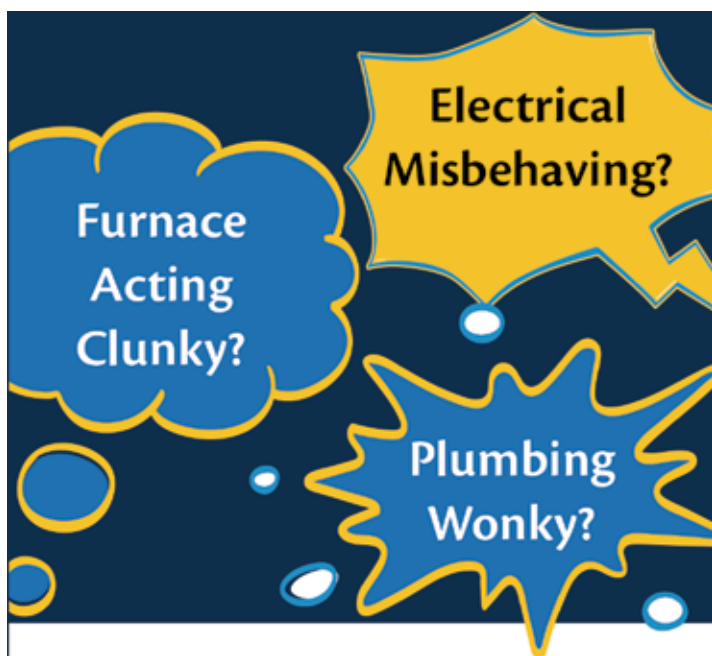 Electrical
Misbehaving?
Furnace
Acting
Clunky?
Plumbing
Wonky?